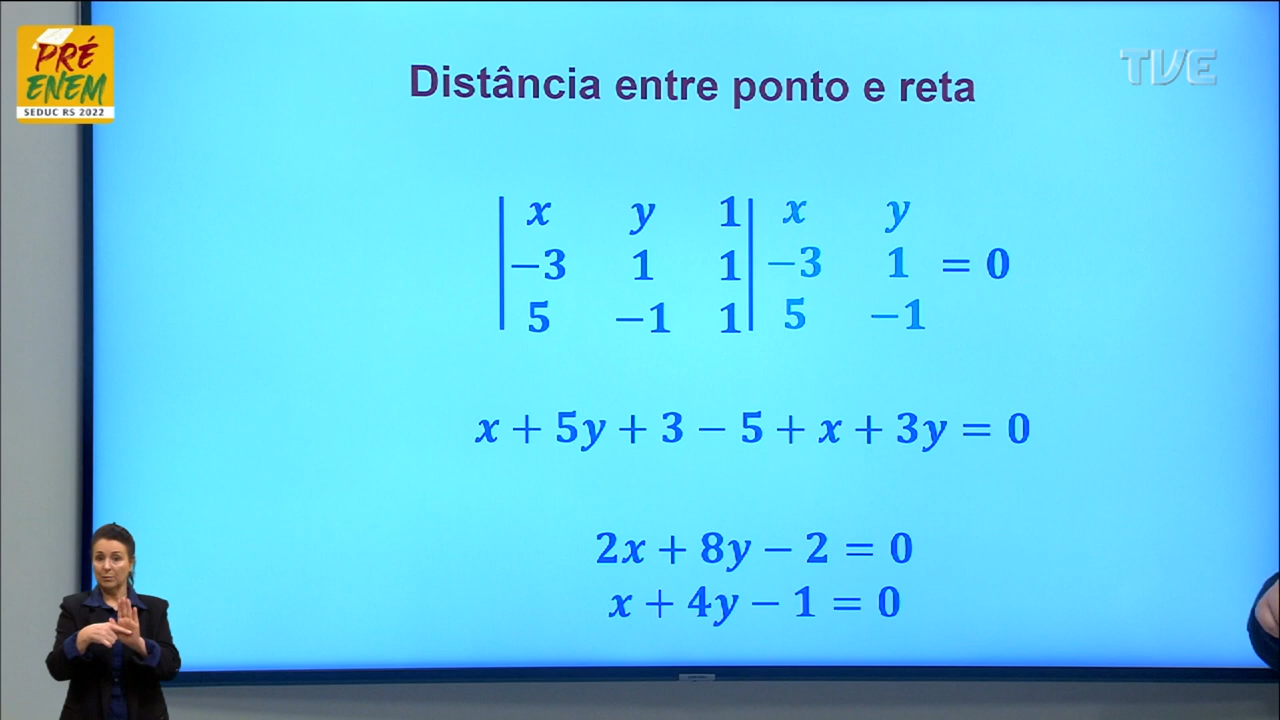 PRÉ
ENEM
SEDUC RS 2022
TVE
Distância entre ponto e reta
| x y 1 | x y
| −3 1 1 | −3 1 = 0
| 5 −1 1 | 5 −1
x + 5y + 3 − 5 + x + 3y = 0
2x + 8y − 2 = 0
x + 4y − 1 = 0